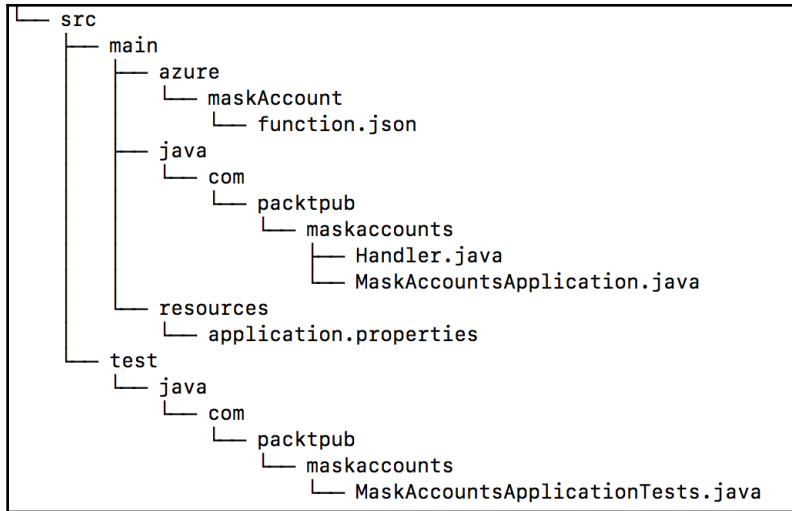 └── src
    ├── main
    │   ├── azure
    │   │   └── maskAccount
    │   │       └── function.json
    │   ├── java
    │   │   └── com
    │   │       └── packtpub
    │   │           └── maskaccounts
    │   │               ├── Handler.java
    │   │               └── MaskAccountsApplication.java
    │   └── resources
    │       └── application.properties
    └── test
        └── java
            └── com
                └── packtpub
                    └── maskaccounts
                        └── MaskAccountsApplicationTests.java